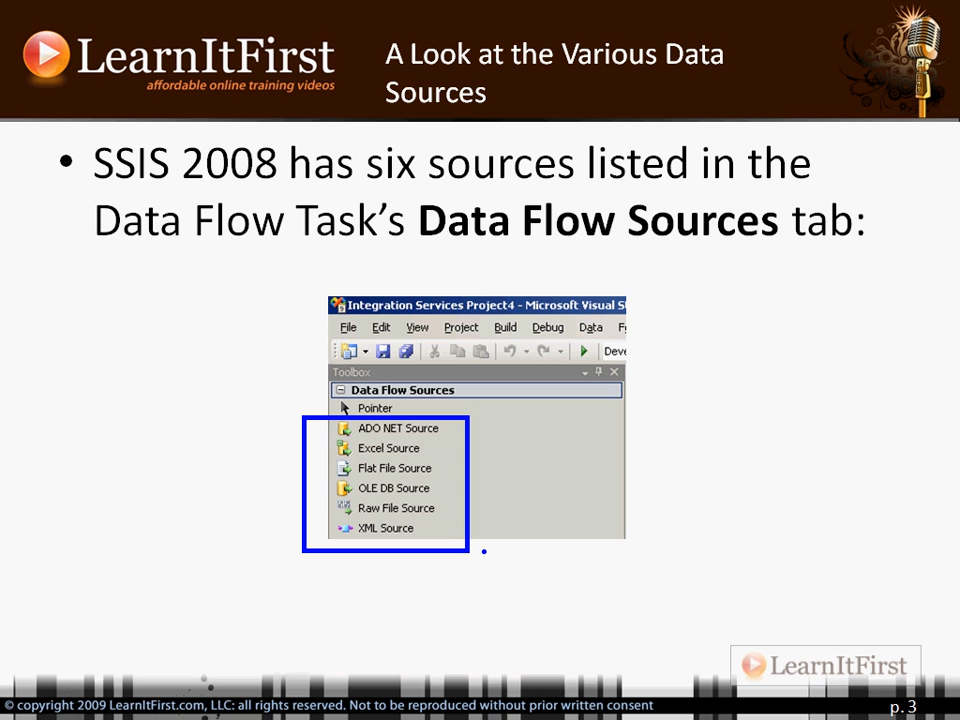 LearnItFirst
affordable online training videos
A Look at the Various Data
Sources
• SSIS 2008 has six sources listed in the
Data Flow Task’s Data Flow Sources tab:
Integration Services Project4 - Microsoft Visual S
File Edit View Project Build Debug Data
Deve
Toolbox
Data Flow Sources
Pointer
ADO NET Source
Excel Source
Flat File Source
OLE DB Source
Raw File Source
XML Source
LearnItFirst
© copyright 2009 LearnItFirst.com, LLC: all rights reserved. Not to be reproduced without prior written consent
p. 3